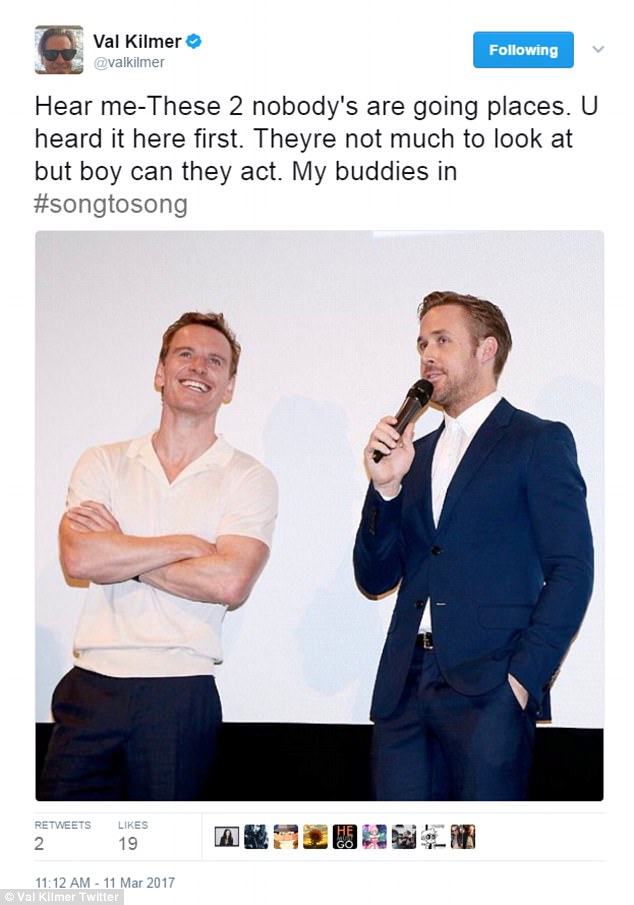 Val Kilmer
@valkilmer
Following
Hear me-These 2 nobody's are going places. U
heard it here first. Theyre not much to look at
but boy can they act. My buddies in
#songtosong
RETWEETS
LIKES
2
19
HE
GO
11:12 AM - 11 Mar 2017
© Val Kilmer Twitter